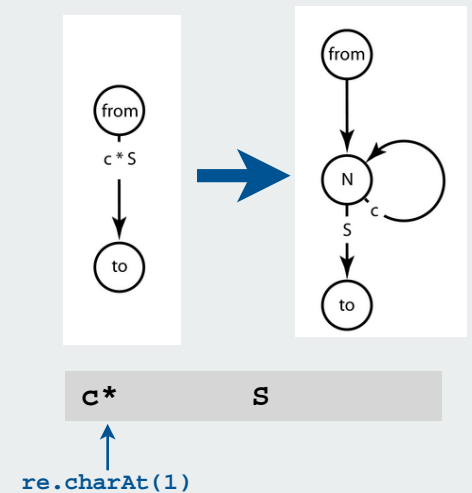 from
c * S
to
from
N
c
S
to
c* S
re.charAt(1)